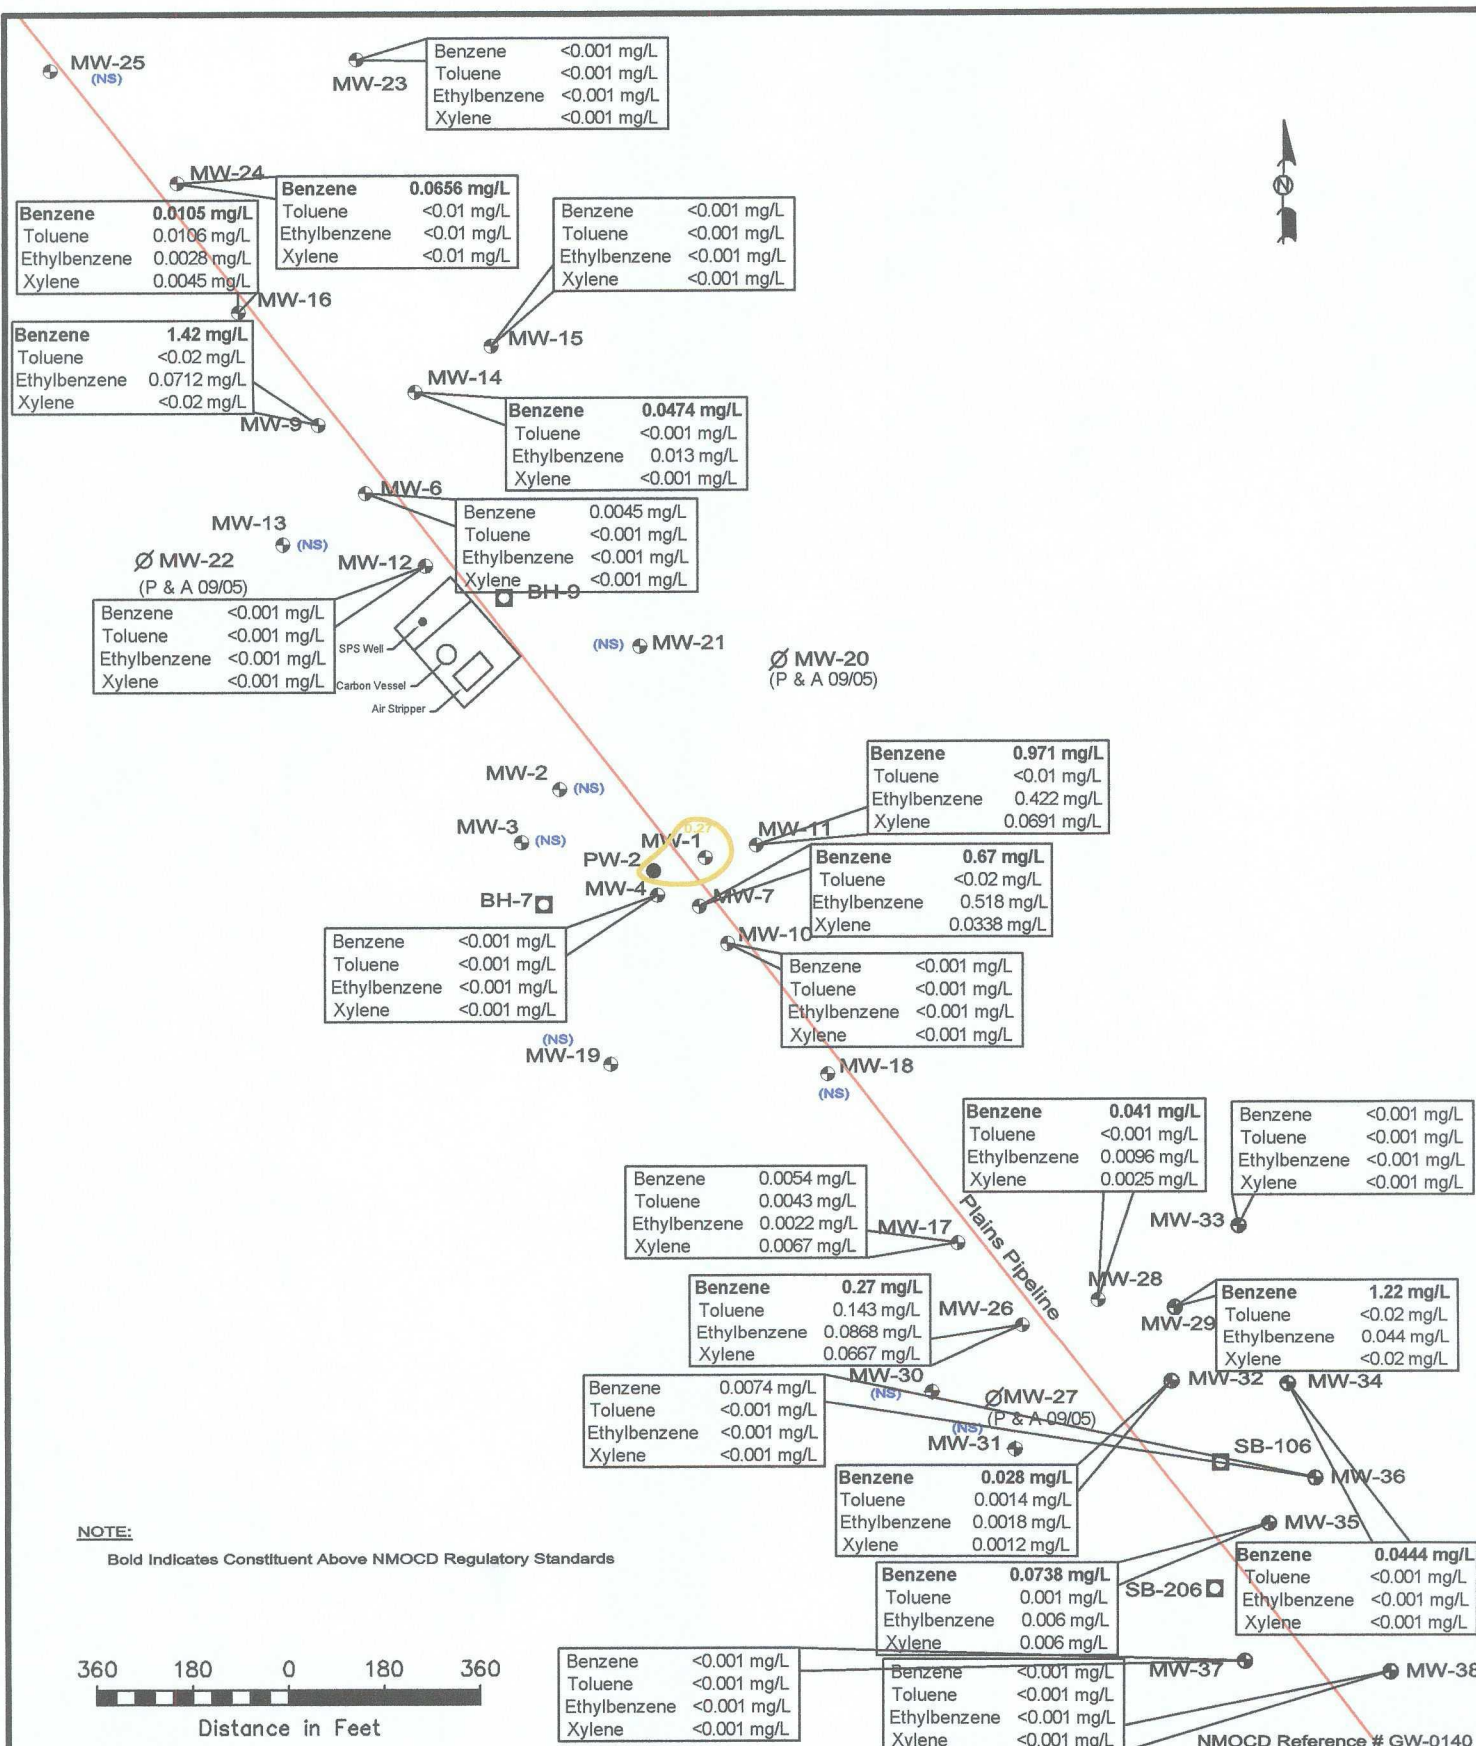 MW-25
(NS)
MW-23
Benzene <0.001 mg/L
Toluene <0.001 mg/L
Ethylbenzene <0.001 mg/L
Xylene <0.001 mg/L
N
MW-24
Benzene 0.0656 mg/L
Toluene <0.01 mg/L
Ethylbenzene <0.01 mg/L
Xylene <0.01 mg/L
Benzene 0.0105 mg/L
Toluene 0.0106 mg/L
Ethylbenzene 0.0028 mg/L
Xylene 0.0045 mg/L
MW-16
Benzene <0.001 mg/L
Toluene <0.001 mg/L
Ethylbenzene <0.001 mg/L
Xylene <0.001 mg/L
MW-15
Benzene 1.42 mg/L
Toluene <0.02 mg/L
Ethylbenzene 0.0712 mg/L
Xylene <0.02 mg/L
MW-9
MW-14
Benzene 0.0474 mg/L
Toluene <0.001 mg/L
Ethylbenzene 0.013 mg/L
Xylene <0.001 mg/L
MW-6
Benzene 0.0045 mg/L
Toluene <0.001 mg/L
Ethylbenzene <0.001 mg/L
Xylene <0.001 mg/L
MW-13
(NS)
MW-22
(P & A 09/05)
MW-12
Benzene <0.001 mg/L
Toluene <0.001 mg/L
Ethylbenzene <0.001 mg/L
Xylene <0.001 mg/L
BH-9
SPS Well
Carbon Vessel
Air Stripper
(NS) MW-21
MW-20
(P & A 09/05)
MW-2
(NS)
MW-3
(NS)
0.27
MW-1
PW-2
MW-4
BH-7
MW-11
Benzene 0.971 mg/L
Toluene <0.01 mg/L
Ethylbenzene 0.422 mg/L
Xylene 0.0691 mg/L
MW-7
Benzene 0.67 mg/L
Toluene <0.02 mg/L
Ethylbenzene 0.518 mg/L
Xylene 0.0338 mg/L
MW-10
Benzene <0.001 mg/L
Toluene <0.001 mg/L
Ethylbenzene <0.001 mg/L
Xylene <0.001 mg/L
Benzene <0.001 mg/L
Toluene <0.001 mg/L
Ethylbenzene <0.001 mg/L
Xylene <0.001 mg/L
(NS)
MW-19
MW-18
(NS)
Benzene 0.041 mg/L
Toluene <0.001 mg/L
Ethylbenzene 0.0096 mg/L
Xylene 0.0025 mg/L
Benzene <0.001 mg/L
Toluene <0.001 mg/L
Ethylbenzene <0.001 mg/L
Xylene <0.001 mg/L
Benzene 0.0054 mg/L
Toluene 0.0043 mg/L
Ethylbenzene 0.0022 mg/L
Xylene 0.0067 mg/L
MW-17
Plains Pipeline
MW-33
MW-28
Benzene 0.27 mg/L
Toluene 0.143 mg/L
Ethylbenzene 0.0868 mg/L
Xylene 0.0667 mg/L
MW-26
MW-29
Benzene 1.22 mg/L
Toluene <0.02 mg/L
Ethylbenzene 0.044 mg/L
Xylene <0.02 mg/L
MW-30
(NS)
MW-27
(P & A 09/05)
MW-32
MW-34
Benzene 0.0074 mg/L
Toluene <0.001 mg/L
Ethylbenzene <0.001 mg/L
Xylene <0.001 mg/L
(NS)
MW-31
SB-106
MW-36
Benzene 0.028 mg/L
Toluene 0.0014 mg/L
Ethylbenzene 0.0018 mg/L
Xylene 0.0012 mg/L
MW-35
NOTE:
Bold Indicates Constituent Above NMOCD Regulatory Standards
Benzene 0.0738 mg/L
Toluene 0.001 mg/L
Ethylbenzene 0.006 mg/L
Xylene 0.006 mg/L
SB-206
Benzene 0.0444 mg/L
Toluene <0.001 mg/L
Ethylbenzene <0.001 mg/L
Xylene <0.001 mg/L
360 180 0 180 360
Distance in Feet
Benzene <0.001 mg/L
Toluene <0.001 mg/L
Ethylbenzene <0.001 mg/L
Xylene <0.001 mg/L
Benzene <0.001 mg/L
Toluene <0.001 mg/L
Ethylbenzene <0.001 mg/L
Xylene <0.001 mg/L
MW-37
MW-38
NMOCD Reference # GW-0140